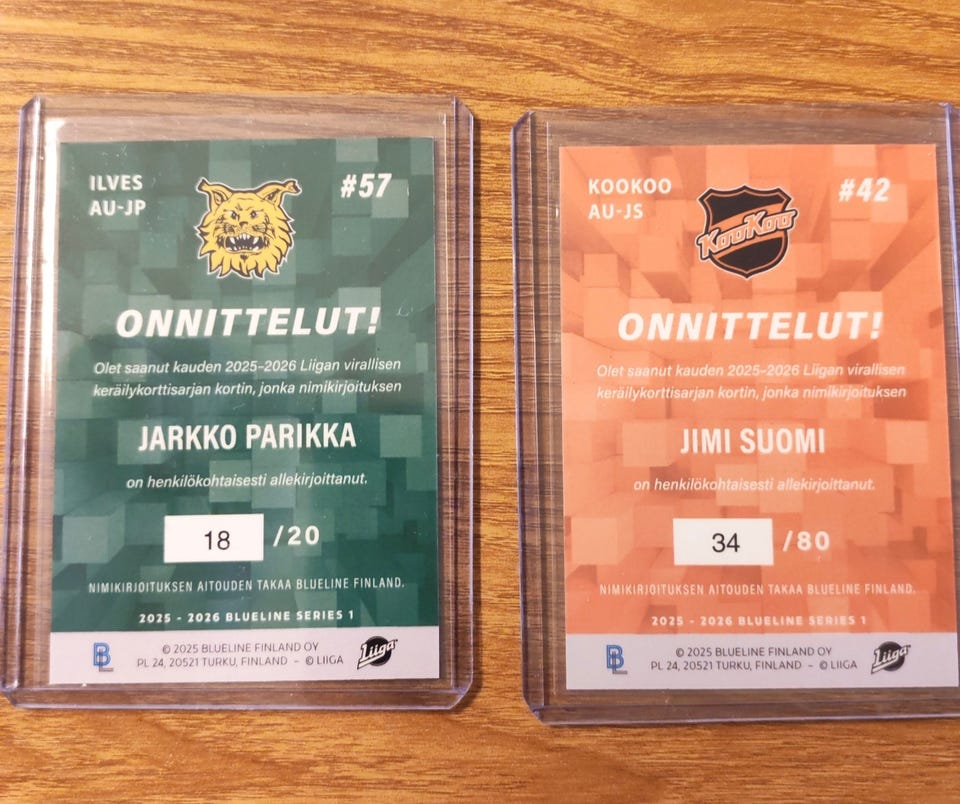 ILVES
AU-JP
#57
ONNITTELUT!
Olet saanut kauden 2025-2026 Liigan virallisen
keräilykorttisarjan kortin, jonka nimikirjoituksen
JARKKO PARIKKA
on henkilökohtaisesti allekirjoittanut.
18 /20
NIMIKIRJOITUKSEN AITOUDEN TAKAA BLUELINE FINLAND.
2025 - 2026 BLUELINE SERIES 1
BL
© 2025 BLUELINE FINLAND OY
PL 24, 20521 TURKU, FINLAND - © LIIGA
Liiga
KOOKOO
AU-JS
KooKoo
#42
ONNITTELUT!
Olet saanut kauden 2025-2026 Liigan virallisen
keräilykorttisarjan kortin, jonka nimikirjoituksen
JIMI SUOMI
on henkilökohtaisesti allekirjoittanut.
34 /80
NIMIKIRJOITUKSEN AITOUDEN TAKAA BLUELINE FINLAND.
2025 - 2026 BLUELINE SERIES 1
BL
© 2025 BLUELINE FINLAND OY
PL 24, 20521 TURKU, FINLAND - © LIIGA
Liiga